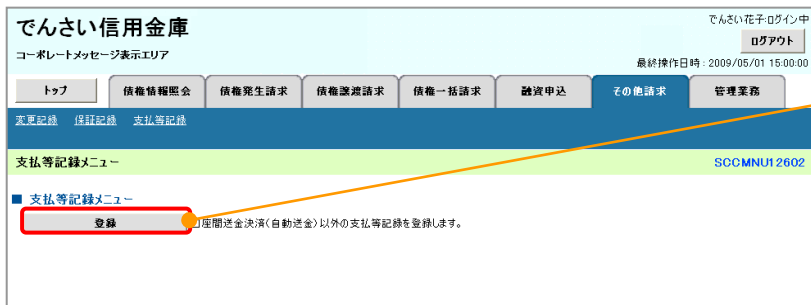 でんさい信用金庫
コーポレートメッセージ表示エリア
でんさい花子:ログイン中
ログアウト
最終操作日時:2009/05/01 15:00:00
トップ 債権情報照会 債権発生請求 債権譲渡請求 債権一括請求 融資申込 その他請求 管理業務
変更記録 保証記録 支払等記録
支払等記録メニュー SCCMNU12602
■ 支払等記録メニュー
登録 座間送金決済(自動送金)以外の支払等記録を登録します。